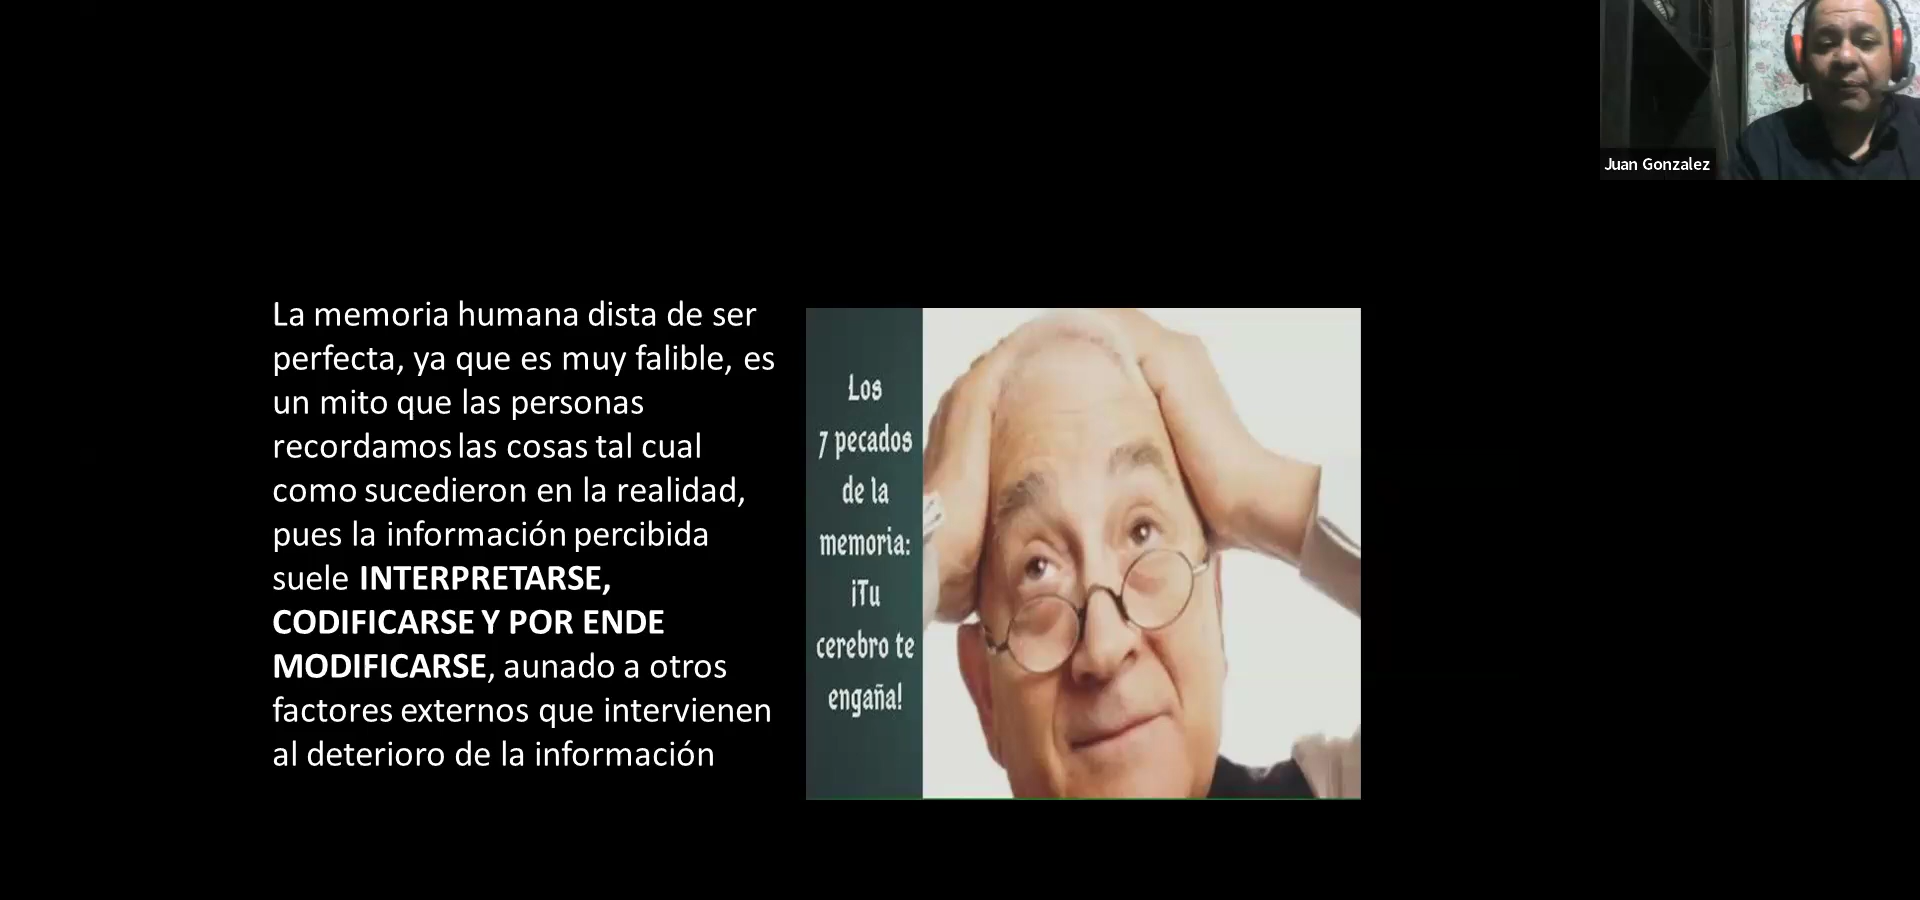 Juan Gonzalez
La memoria humana dista de ser
perfecta, ya que es muy falible, es
un mito que las personas
recordamos las cosas tal cual
como sucedieron en la realidad,
pues la información percibida
suele INTERPRETARSE,
CODIFICARSE Y POR ENDE
MODIFICARSE, aunado a otros
factores externos que intervienen
al deterioro de la información
Los
7 pecados
de la
memoria:
¡Tu
cerebro te
engaña!